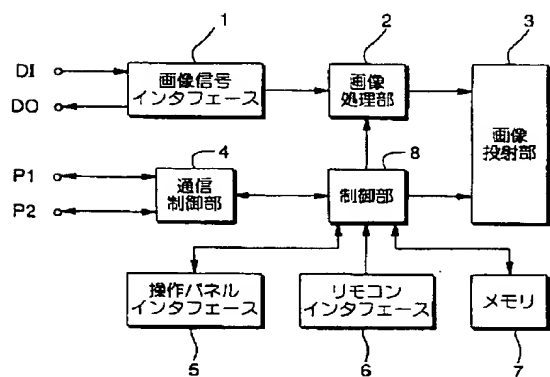 1
2
3
DI
DO
画像信号
インタフェース
画像
処理部
画像
投射部
P1
P2
4
通信
制御部
8
制御部
操作パネル
インタフェース
リモコン
インタフェース
メモリ
5
6
7